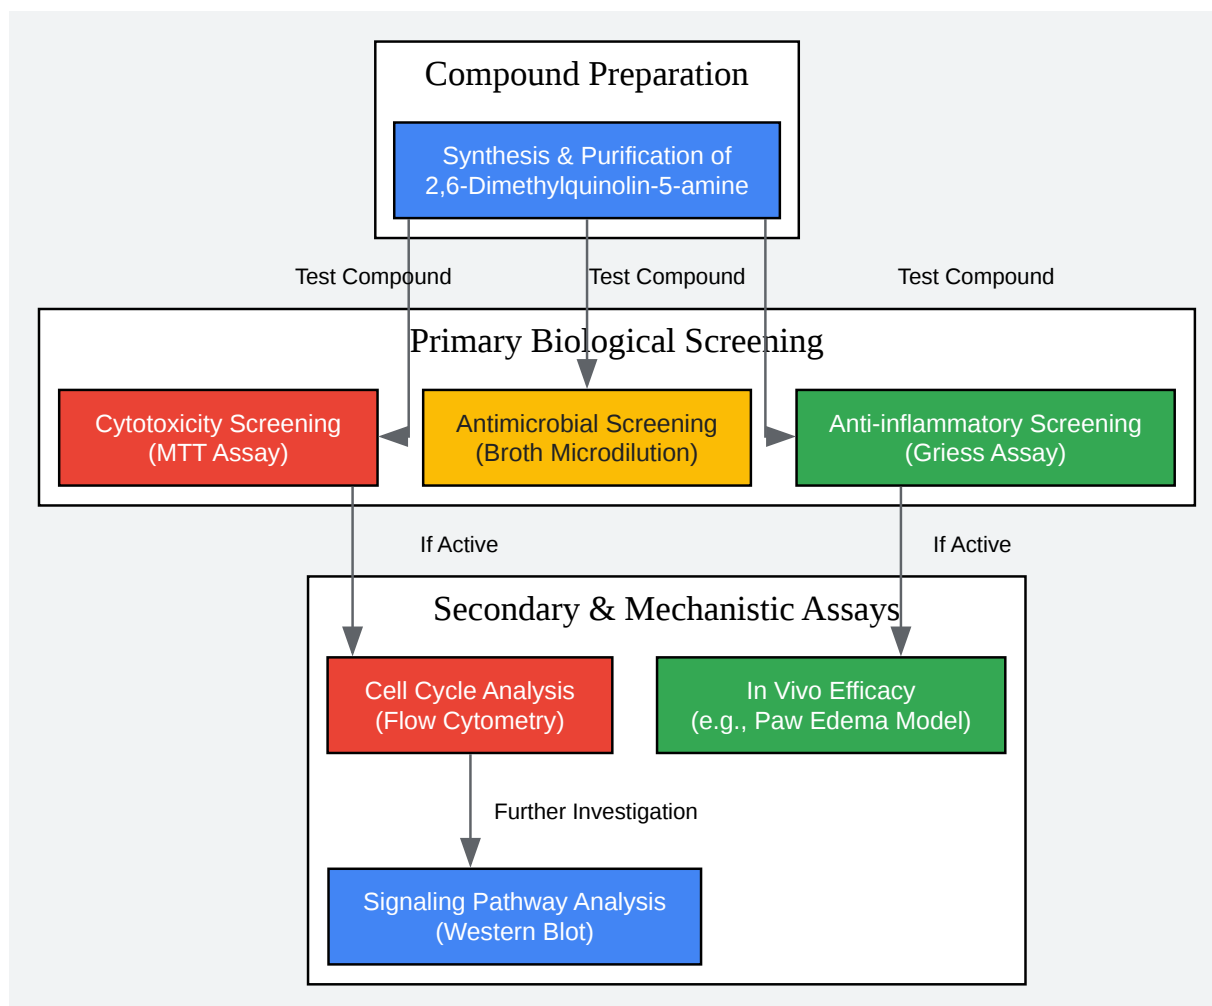 Compound Preparation
Synthesis & Purification of
2,6-Dimethylquinolin-5-amine
Test Compound
Test Compound
Test Compound
Primary Biological Screening
Cytotoxicity Screening
(MTT Assay)
Antimicrobial Screening
(Broth Microdilution)
Anti-inflammatory Screening
(Griess Assay)
If Active
If Active
Secondary & Mechanistic Assays
Cell Cycle Analysis
(Flow Cytometry)
In Vivo Efficacy
(e.g., Paw Edema Model)
Further Investigation
Signaling Pathway Analysis
(Western Blot)